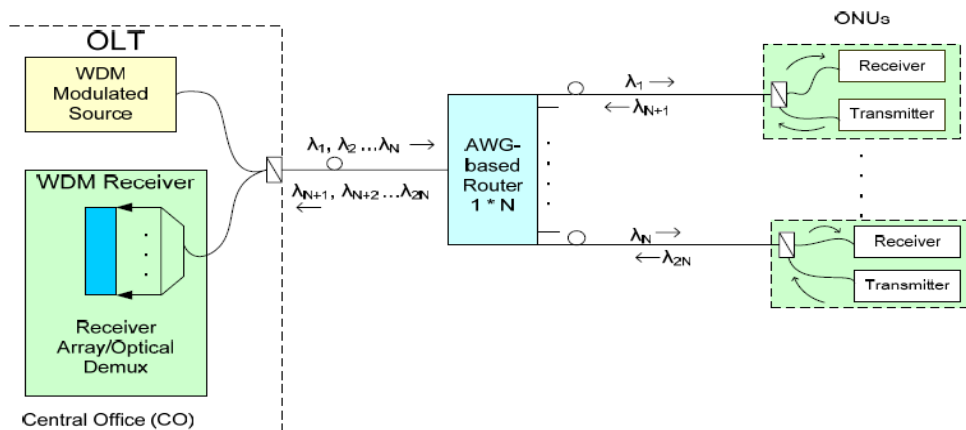 OLT
WDM
Modulated
Source
WDM Receiver
Receiver
Array/Optical
Demux
Central Office (CO)
λ1, λ2 ...λN →
λN+1, λN+2 ...λ2N
←
AWG-
based
Router
1 * N
λ1 →
← λN+1
λN →
← λ2N
ONUs
Receiver
Transmitter
Receiver
Transmitter